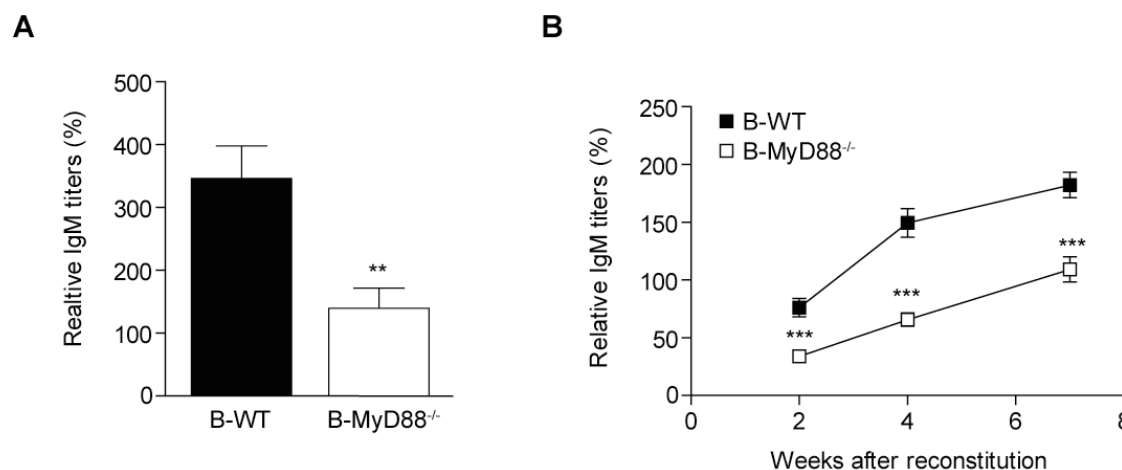 A
Realtive IgM titers (%)
500
400
300
200
100
0
**
B-WT
B-MyD88-/-
B
Relative IgM titers (%)
250
200
150
100
50
0
B-WT
B-MyD88-/-
***
***
***
0
2
4
6
8
Weeks after reconstitution